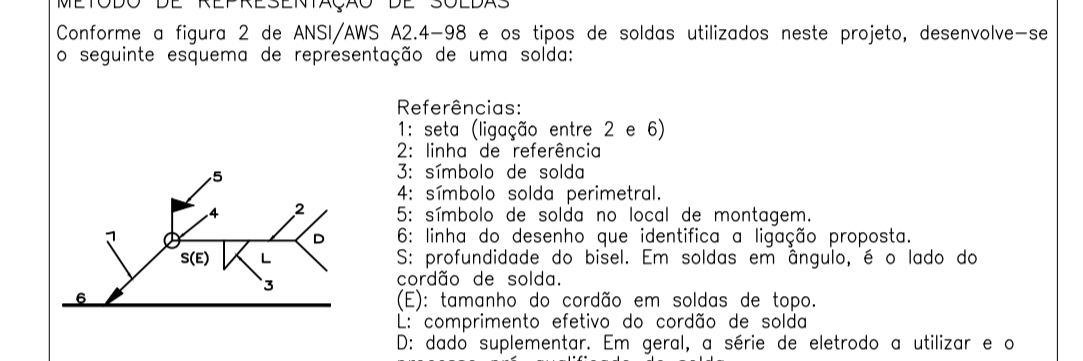 MÉTODO DE REPRESENTAÇÃO DE SOLDAS
Conforme a figura 2 de ANSI/AWS A2.4-98 e os tipos de soldas utilizados neste projeto, desenvolve-se
o seguinte esquema de representação de uma solda:
Referências:
1: seta (ligação entre 2 e 6)
2: linha de referência
3: símbolo de solda
4: símbolo solda perimetral.
5: símbolo de solda no local de montagem.
6: linha do desenho que identifica a ligação proposta.
S: profundidade do bisel. Em soldas em ângulo, é o lado do
cordão de solda.
(E): tamanho do cordão em soldas de topo.
L: comprimento efetivo do cordão de solda
D: dado suplementar. Em geral, a série de eletrodo a utilizar e o
5
4
2
1
D
S(E)
L
3
6